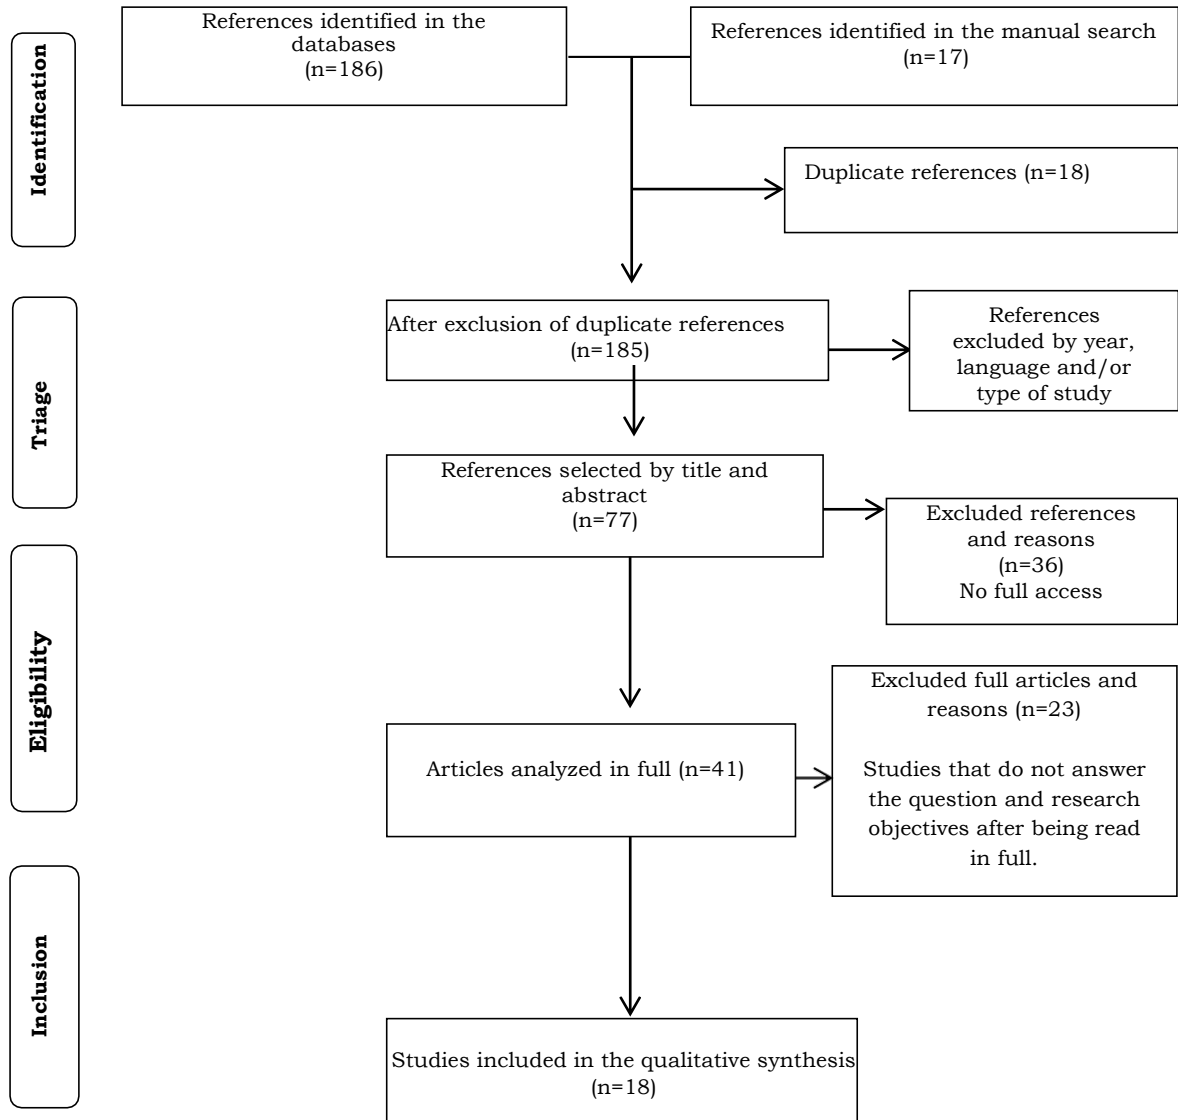 References identified in the
databases
(n=186)
References identified in the manual search
(n=17)
Identification
Duplicate references (n=18)
After exclusion of duplicate references
(n=185)
References
excluded by year,
language and/or
type of study
Triage
References selected by title and
abstract
(n=77)
Excluded references
and reasons
(n=36)
No full access
Eligibility
Excluded full articles and
reasons (n=23)
Articles analyzed in full (n=41)
Studies that do not answer
the question and research
objectives after being read
in full.
Inclusion
Studies included in the qualitative synthesis
(n=18)